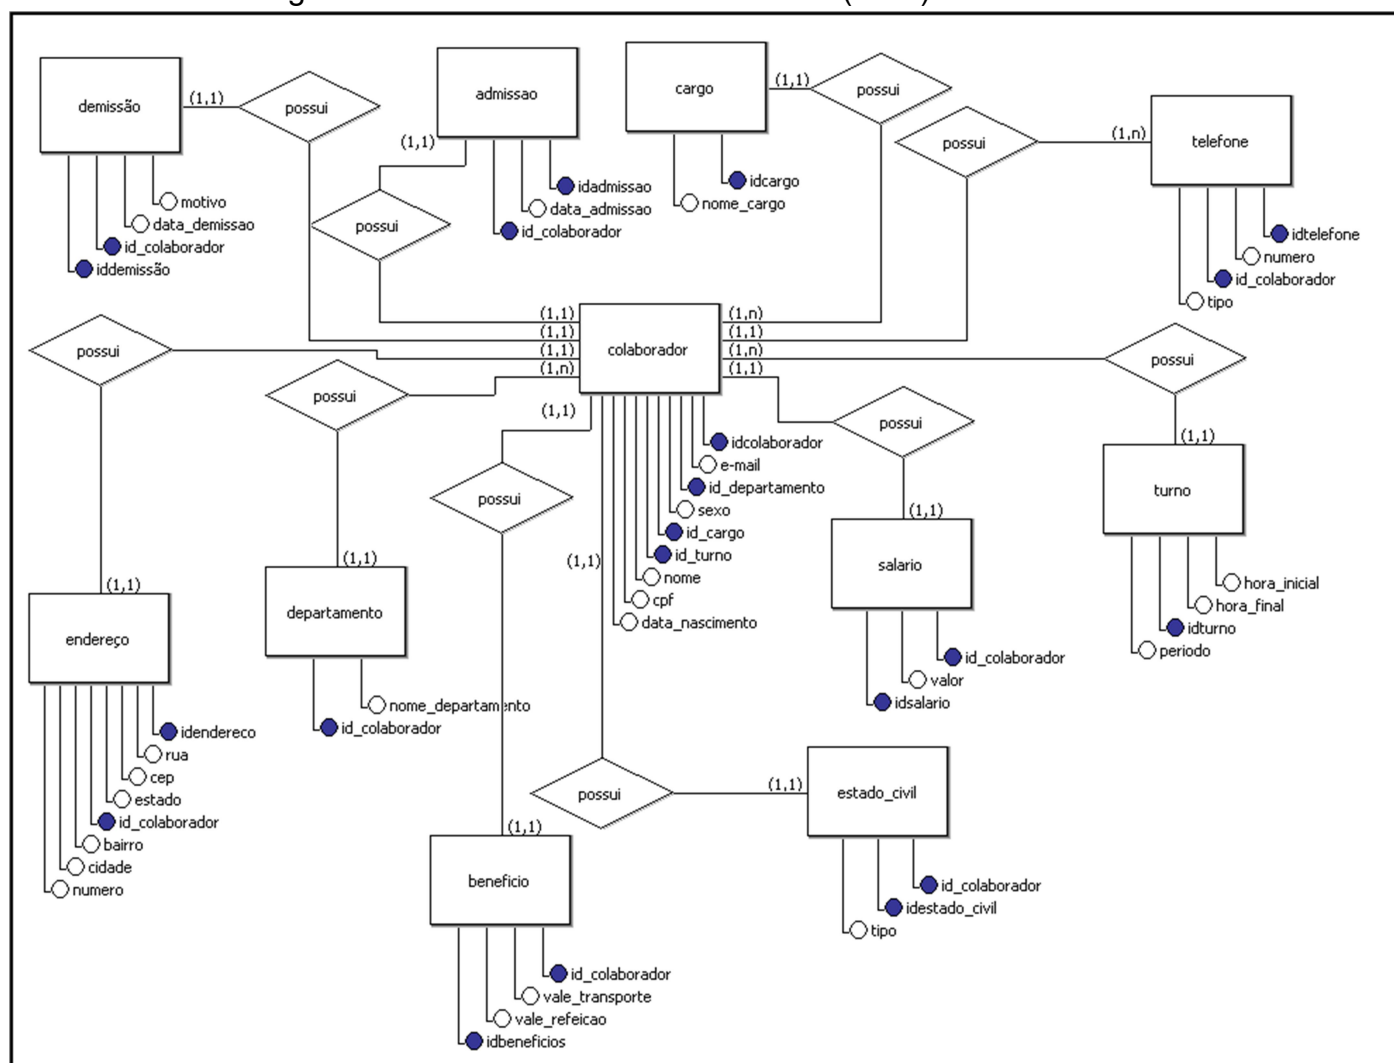 demissão
(1,1)
possui
motivo
data_demissao
id_colaborador
iddemissão
admissao
(1,1)
possui
idadmissao
data_admissao
id_colaborador
cargo
(1,1)
possui
idcargo
nome_cargo
possui
(1,n)
telefone
idtelefone
numero
id_colaborador
tipo
colaborador
(1,1)
(1,1)
(1,1)
(1,n)
(1,n)
(1,1)
(1,n)
(1,1)
(1,1)
(1,1)
idcolaborador
e-mail
id_departamento
sexo
id_cargo
id_turno
nome
cpf
data_nascimento
possui
(1,1)
endereço
idendereco
rua
cep
estado
id_colaborador
bairro
cidade
numero
possui
(1,1)
departamento
nome_departamento
id_colaborador
possui
(1,1)
beneficio
id_colaborador
vale_transporte
vale_refeicao
idbeneficios
possui
(1,1)
estado_civil
id_colaborador
idestado_civil
tipo
possui
(1,1)
salario
id_colaborador
valor
idsalario
possui
(1,1)
turno
hora_inicial
hora_final
idturno
periodo